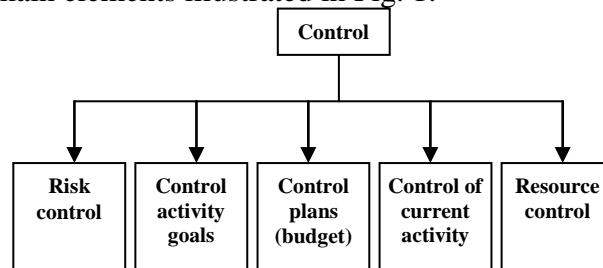 main elements illustrated in Fig. 1.
Control
Risk
control
Control
activity
goals
Control
plans
(budget)
Control of
current
activity
Resource
control